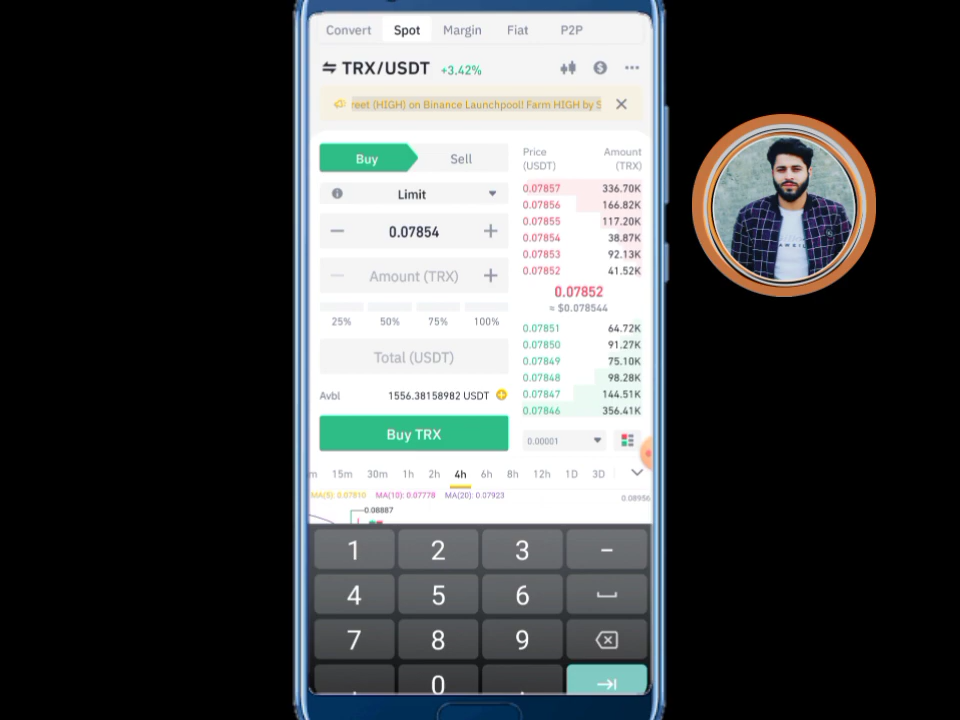 Convert Spot Margin Fiat P2P
TRX/USDT +3.42%
reet (HIGH) on Binance Launchpool! Farm HIGH by S
Buy Sell
Limit
0.07854
Amount (TRX)
25% 50% 75% 100%
Total (USDT)
Avbl 1556.38158982 USDT
Buy TRX
Price Amount
(USDT) (TRX)
0.07857 336.70K
0.07856 166.82K
0.07855 117.20K
0.07854 38.87K
0.07853 92.13K
0.07852 41.52K
0.07852
≈ $0.078544
0.07851 64.72K
0.07850 91.27K
0.07849 75.10K
0.07848 98.28K
0.07847 144.51K
0.07846 356.41K
0.00001
m 15m 30m 1h 2h 4h 6h 8h 12h 1D 3D
MA(5): 0.07810 MA(10): 0.07778 MA(20): 0.07923 0.08956
0.08887
1 2 3 -
4 5 6
7 8 9
. 0 .